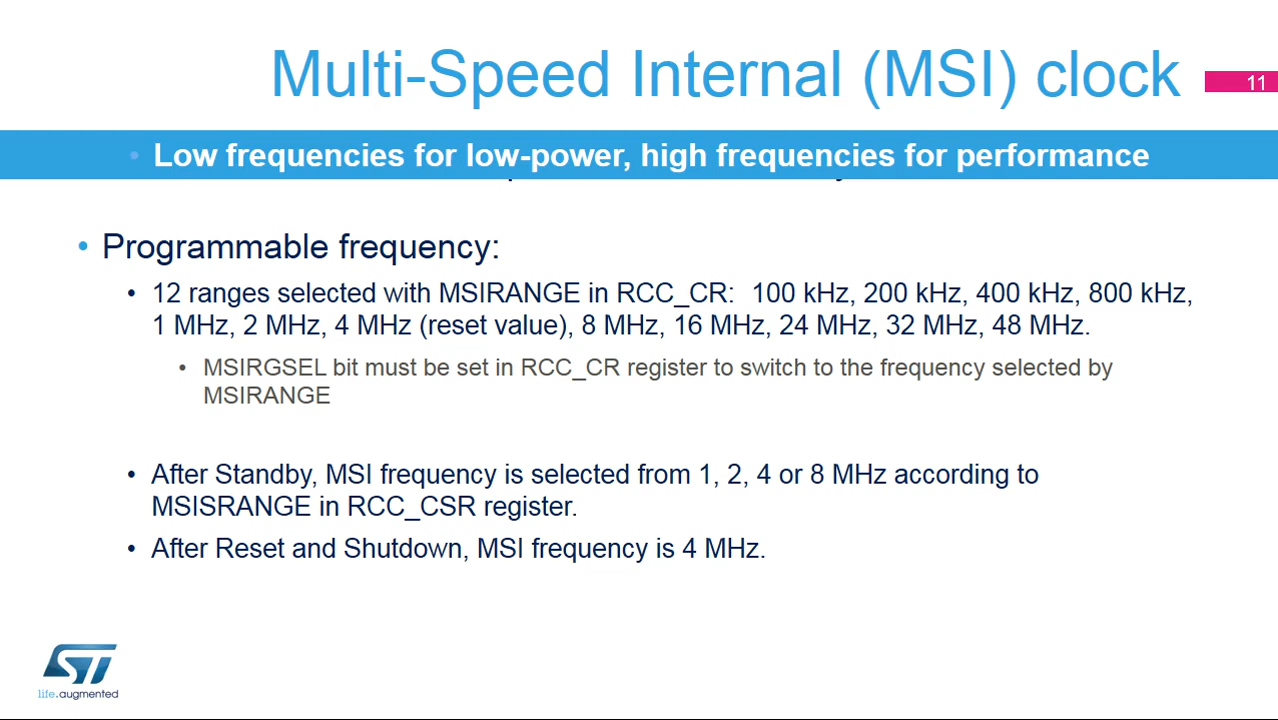 Multi-Speed Internal (MSI) clock
11
• Low frequencies for low-power, high frequencies for performance
• Programmable frequency:
• 12 ranges selected with MSIRANGE in RCC_CR: 100 kHz, 200 kHz, 400 kHz, 800 kHz,
1 MHz, 2 MHz, 4 MHz (reset value), 8 MHz, 16 MHz, 24 MHz, 32 MHz, 48 MHz.
• MSIRGSEL bit must be set in RCC_CR register to switch to the frequency selected by
MSIRANGE
• After Standby, MSI frequency is selected from 1, 2, 4 or 8 MHz according to
MSISRANGE in RCC_CSR register.
• After Reset and Shutdown, MSI frequency is 4 MHz.
ST
life.augmented